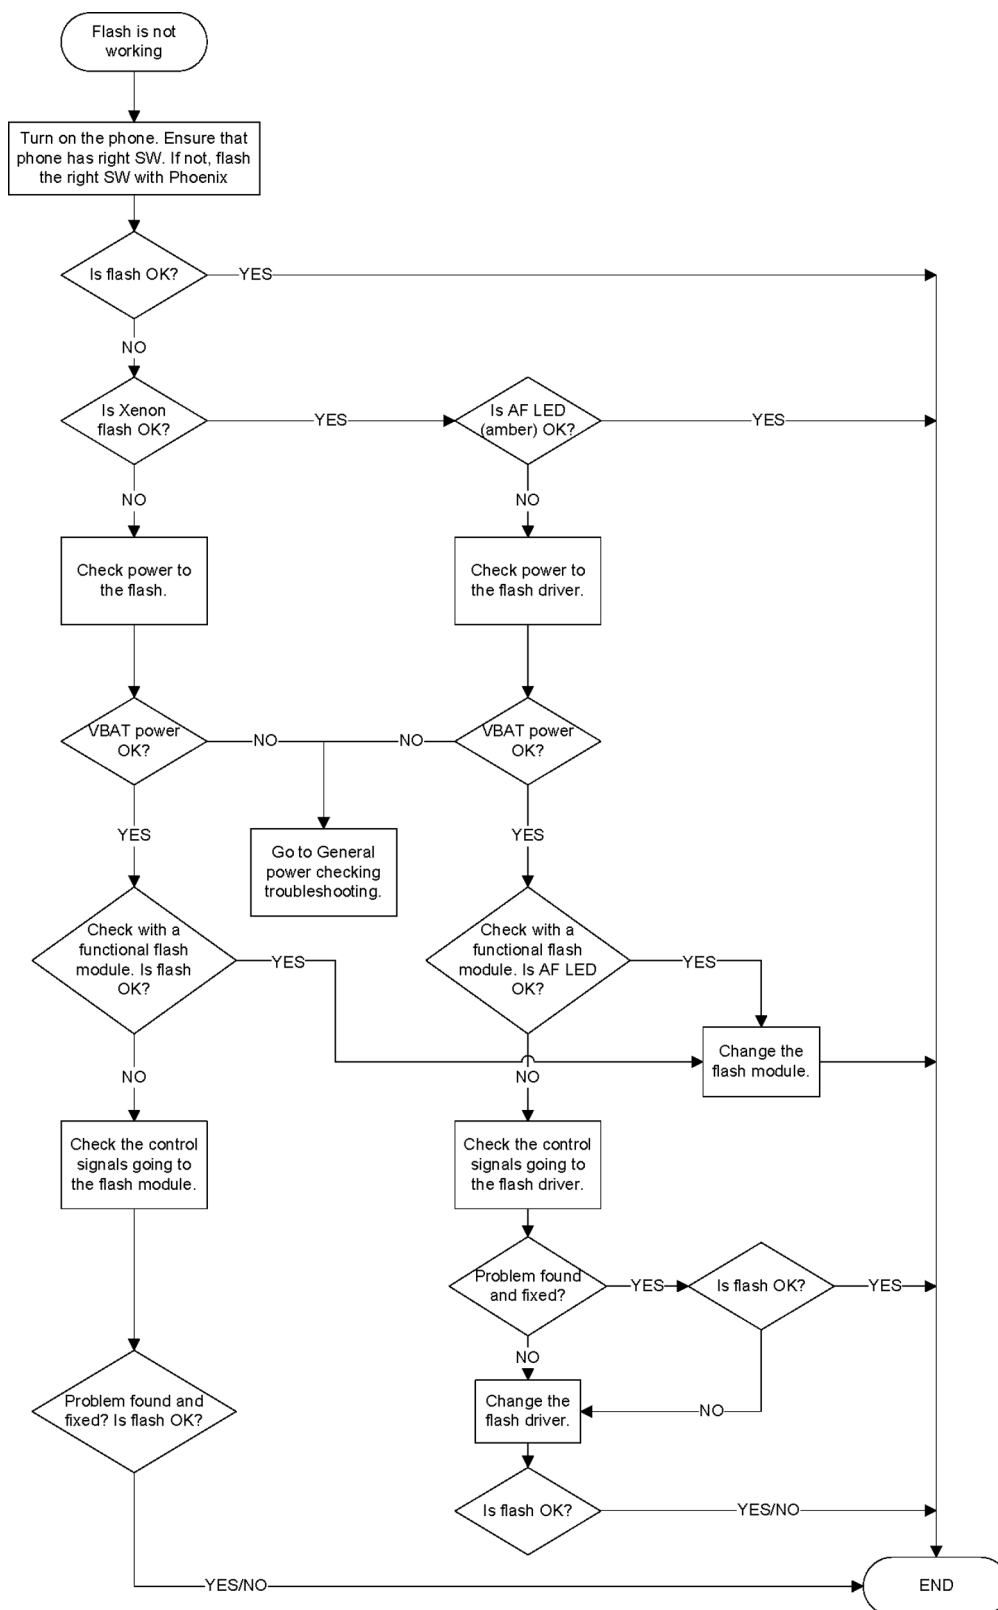 Flash is not
working
Turn on the phone. Ensure that
phone has right SW. If not, flash
the right SW with Phoenix
Is flash OK?
YES
NO
Is Xenon
flash OK?
YES
Is AF LED
(amber) OK?
YES
NO
NO
Check power to
the flash.
Check power to
the flash driver.
VBAT power
OK?
NO
NO
VBAT power
OK?
YES
YES
Go to General
power checking
troubleshooting.
Check with a
functional flash
module. Is flash
OK?
YES
Check with a
functional flash
module. Is AF LED
OK?
YES
Change the
flash module.
NO
NO
Check the control
signals going to
the flash module.
Check the control
signals going to
the flash driver.
Problem found
and fixed?
YES
Is flash OK?
YES
NO
Problem found and
fixed? Is flash OK?
Change the
flash driver.
NO
Is flash OK?
YES/NO
YES/NO
END